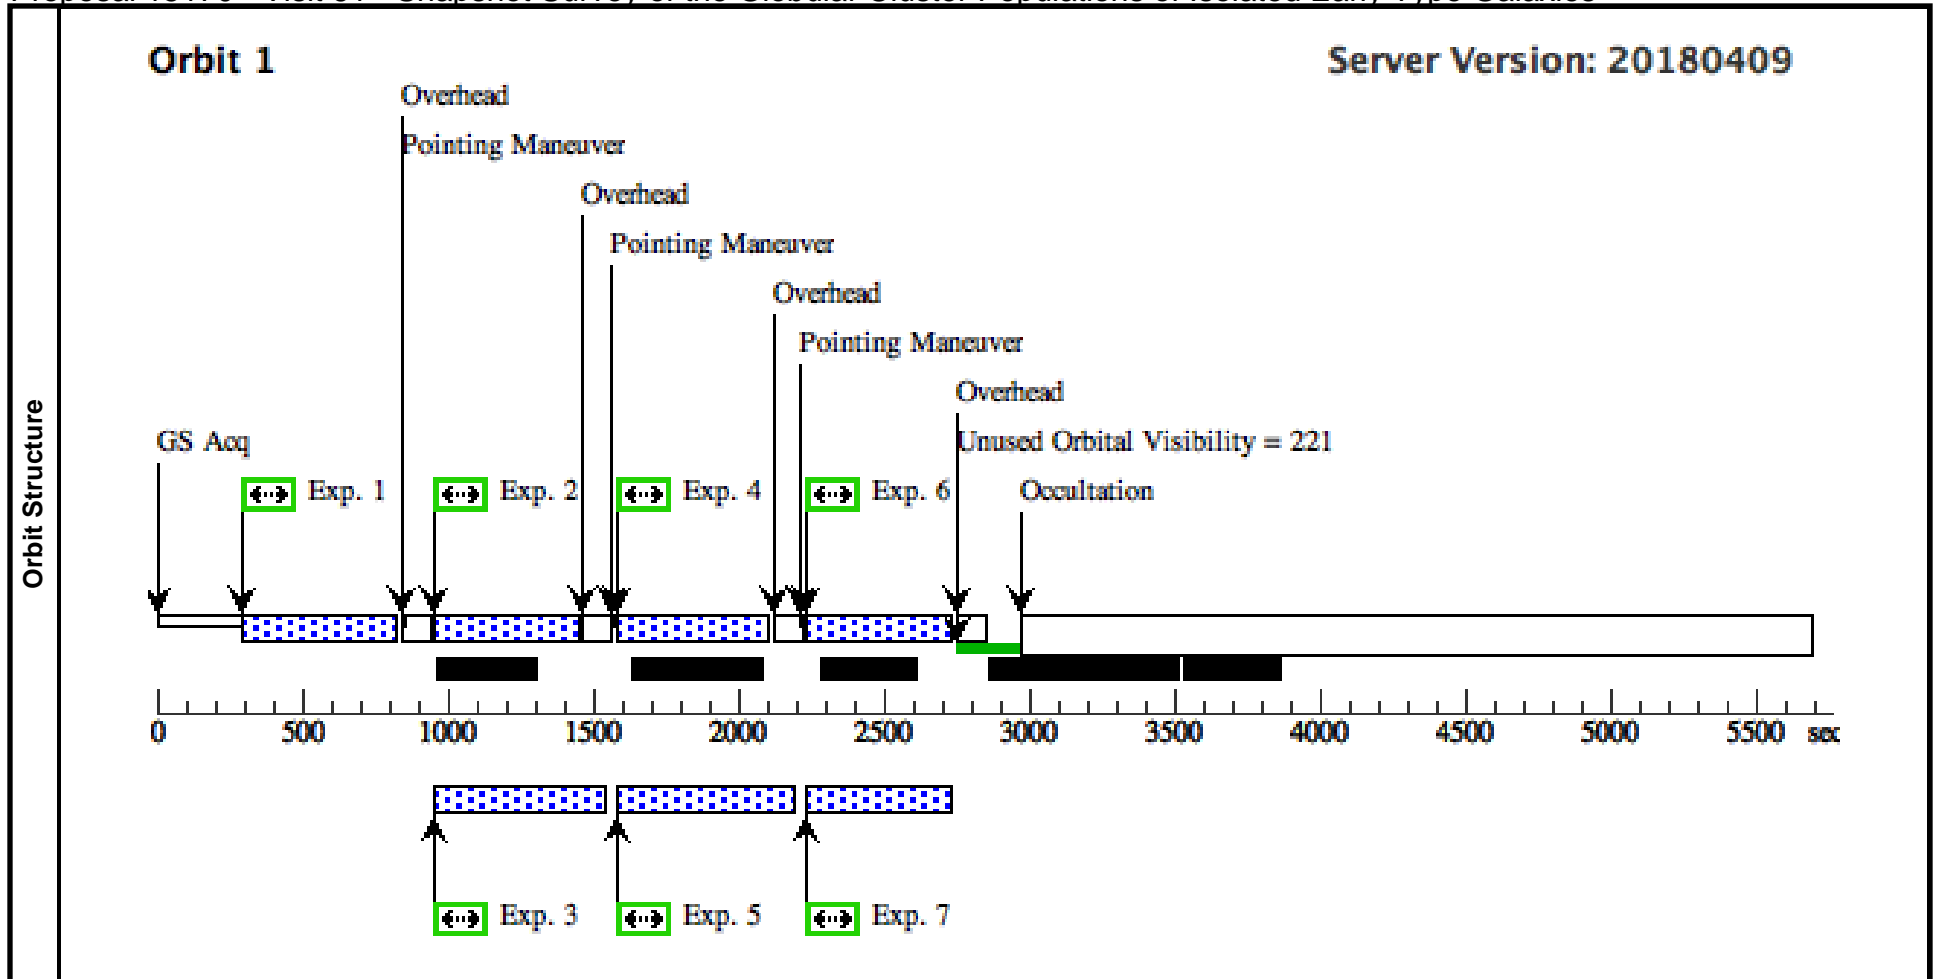 Orbit 1
Server Version: 20180409
Overhead
Pointing Maneuver
Overhead
Pointing Maneuver
Overhead
Pointing Maneuver
Overhead
GS Acq
Unused Orbital Visibility = 221
Exp. 1
Exp. 2
Exp. 4
Exp. 6
Occultation
Orbit Structure
0 500 1000 1500 2000 2500 3000 3500 4000 4500 5000 5500 sec
Exp. 3
Exp. 5
Exp. 7